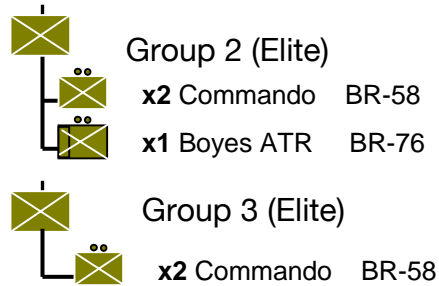 Group 2 (Elite)
x2 Commando BR-58
x1 Boyes ATR BR-76
Group 3 (Elite)
x2 Commando BR-58